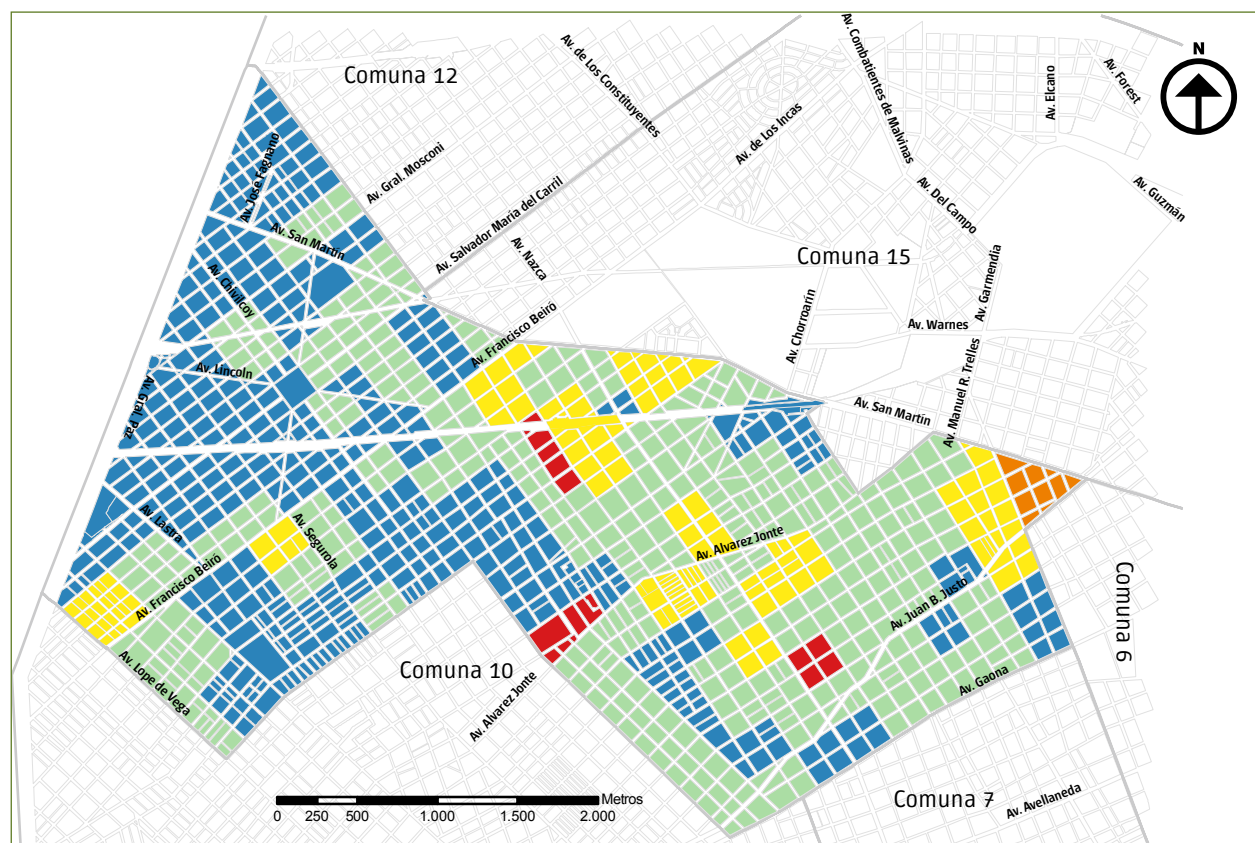 Comuna 12
Av. de Los Constituyentes
Av. Combatientes de Malvinas
Av. Elcano
Av. Forest
N
Av. José Fagnano
Av. Gral. Mosconi
Av. de Los Incas
Av. Guzmán
Av. San Martín
Av. Salvador María del Carril
Av. Nazca
Av. Del Campo
Comuna 15
Av. Garmendia
Av. Chivilcoy
Av. Chorroarín
Av. Warnes
Av. Francisco Beiró
Av. Lincoln
Av. Gral. Paz
Av. San Martín
Av. Manuel R. Trelles
Av. Lastra
Av. Segurola
Av. Alvarez Jonte
Av. Francisco Beiró
Av. Juan B. Justo
Comuna 6
Av. Lope de Vega
Comuna 10
Av. Alvarez Jonte
Av. Gaona
Comuna 7
Av. Avellaneda
Metros
0 250 500 1.000 1.500 2.000